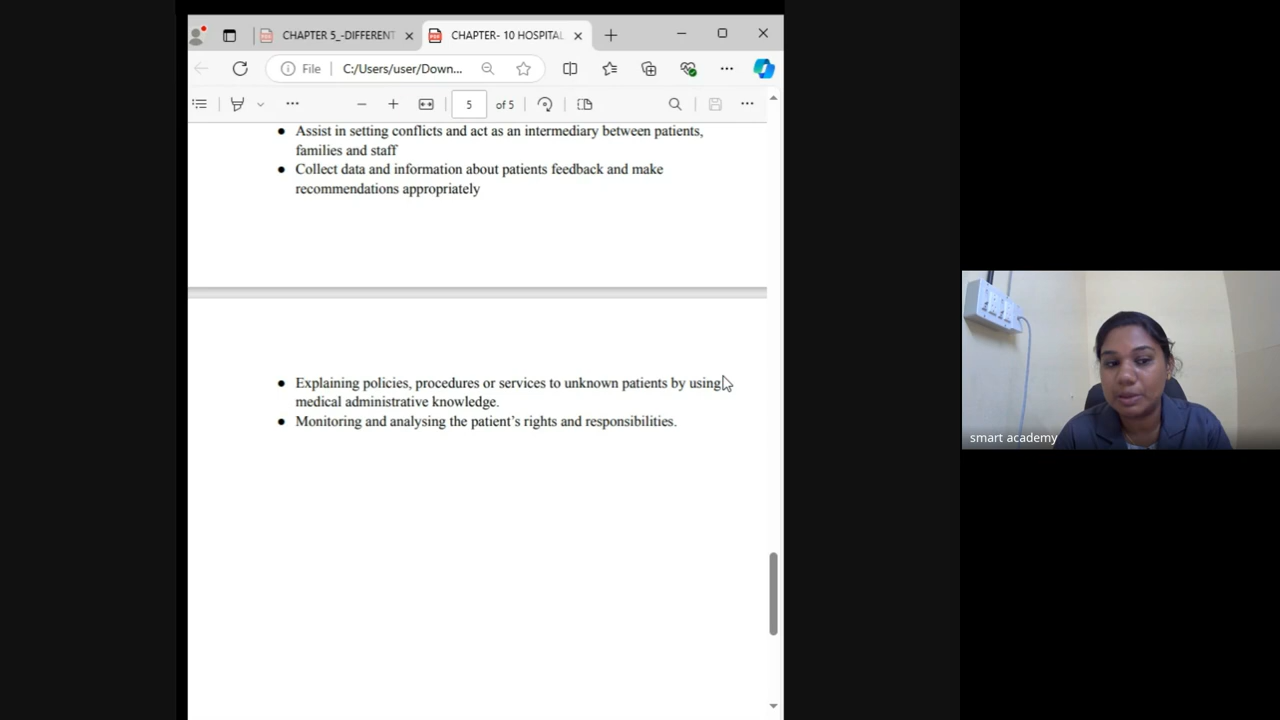 CHAPTER 5_-DIFFERENT
CHAPTER- 10 HOSPITAL
File
C:/Users/user/Down...
5 of 5
● Assist in setting conflicts and act as an intermediary between patients,
families and staff
● Collect data and information about patients feedback and make
recommendations appropriately
● Explaining policies, procedures or services to unknown patients by using
medical administrative knowledge.
● Monitoring and analysing the patient's rights and responsibilities.
smart academy